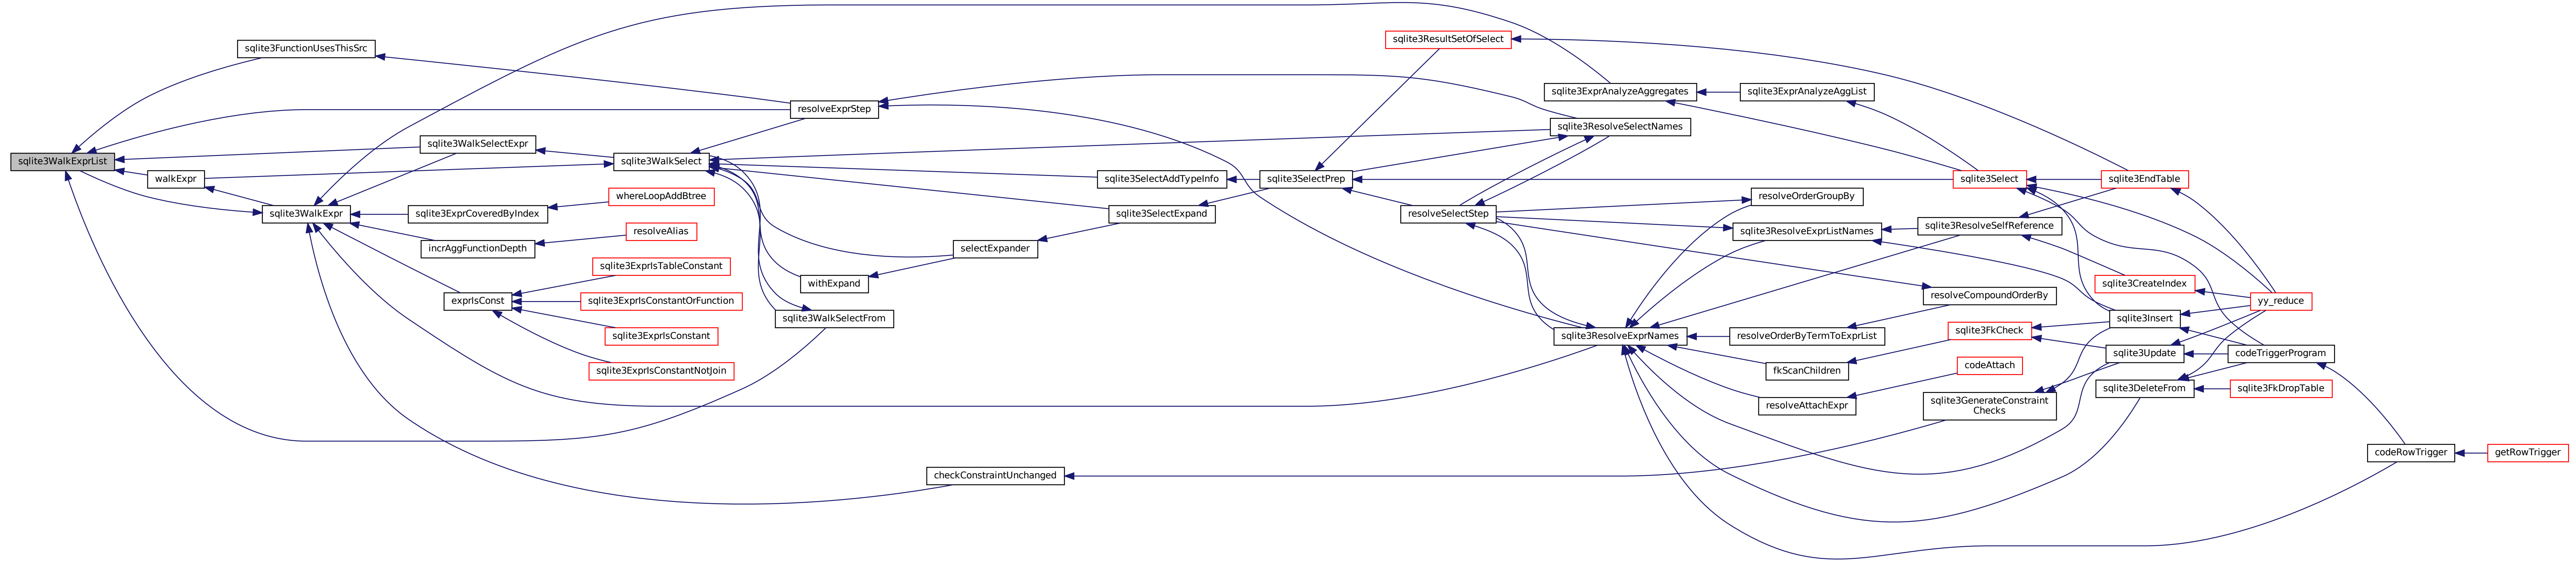 sqlite3WalkExprList
sqlite3FunctionUsesThisSrc
walkExpr
sqlite3WalkExpr
sqlite3WalkSelectExpr
sqlite3ExprCoveredByIndex
incrAggFunctionDepth
exprIsConst
whereLoopAddBtree
resolveAlias
sqlite3ExprIsTableConstant
sqlite3ExprIsConstantOrFunction
sqlite3ExprIsConstant
sqlite3ExprIsConstantNotJoin
sqlite3WalkSelect
resolveExprStep
withExpand
sqlite3WalkSelectFrom
selectExpander
checkConstraintUnchanged
sqlite3SelectAddTypeInfo
sqlite3SelectExpand
sqlite3SelectPrep
sqlite3ResultSetOfSelect
resolveSelectStep
sqlite3ExprAnalyzeAggregates
sqlite3ResolveSelectNames
sqlite3ResolveExprNames
sqlite3ExprAnalyzeAggList
resolveOrderGroupBy
sqlite3ResolveExprListNames
resolveOrderByTermToExprList
fkScanChildren
resolveAttachExpr
sqlite3Select
sqlite3ResolveSelfReference
resolveCompoundOrderBy
sqlite3FkCheck
codeAttach
sqlite3GenerateConstraint
Checks
sqlite3EndTable
sqlite3CreateIndex
sqlite3Insert
sqlite3Update
sqlite3DeleteFrom
yy_reduce
codeTriggerProgram
sqlite3FkDropTable
codeRowTrigger
getRowTrigger